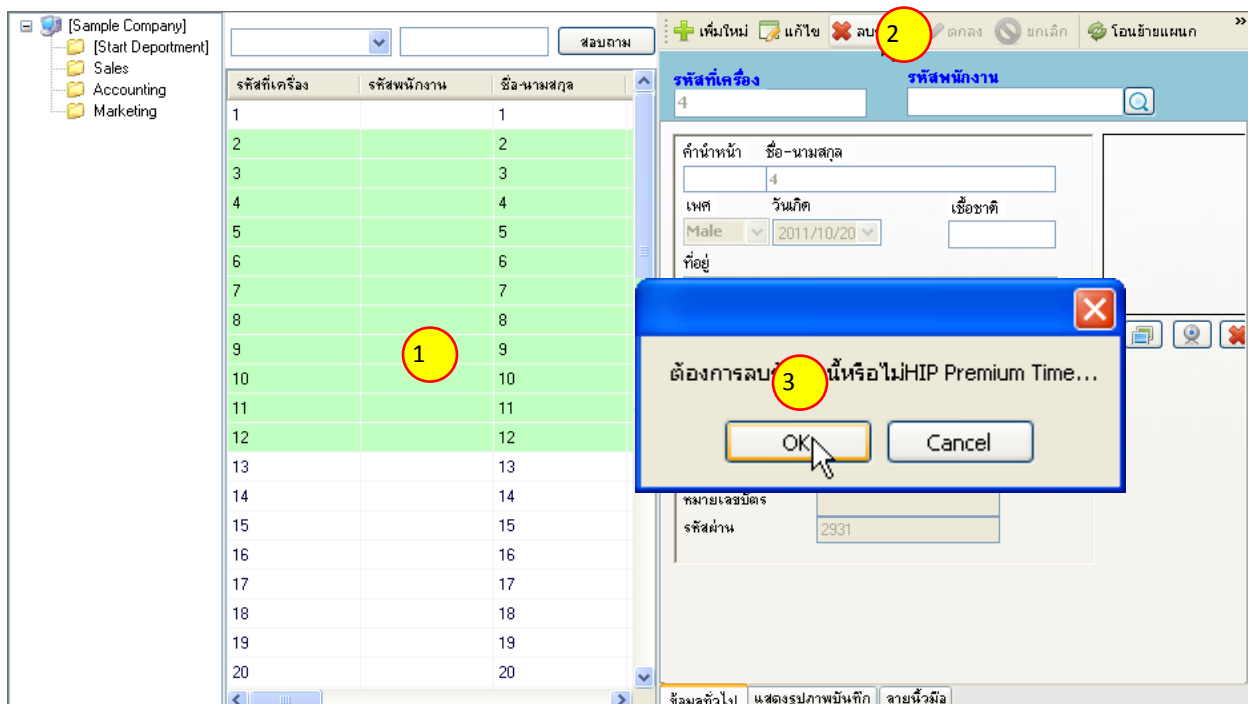 [Sample Company]
[Start Deportment]
Sales
Accounting
Marketing
สอบถาม
รหัสที่เครื่อง รหัสพนักงาน ชื่อ-นามสกุล
1 1
2 2
3 3
4 4
5 5
6 6
7 7
8 8
9 9
10 10
11 11
12 12
13 13
14 14
15 15
16 16
17 17
18 18
19 19
20 20
1
เพิ่มใหม่ แก้ไข ลบ 2 ตกลง ยกเลิก โอนย้ายแผนก »
รหัสที่เครื่อง รหัสพนักงาน
4
คำนำหน้า ชื่อ-นามสกุล
4
เพศ วันเกิด เชื้อชาติ
Male 2011/10/20
ที่อยู่
ต้องการลบ 3 นี้หรือไม่HIP Premium Time...
OK Cancel
หมายเลขบัตร
รหัสผ่าน 2931
ข้อมูลทั่วไป แสดงรูปภาพบันทึก ลายนิ้วมือ